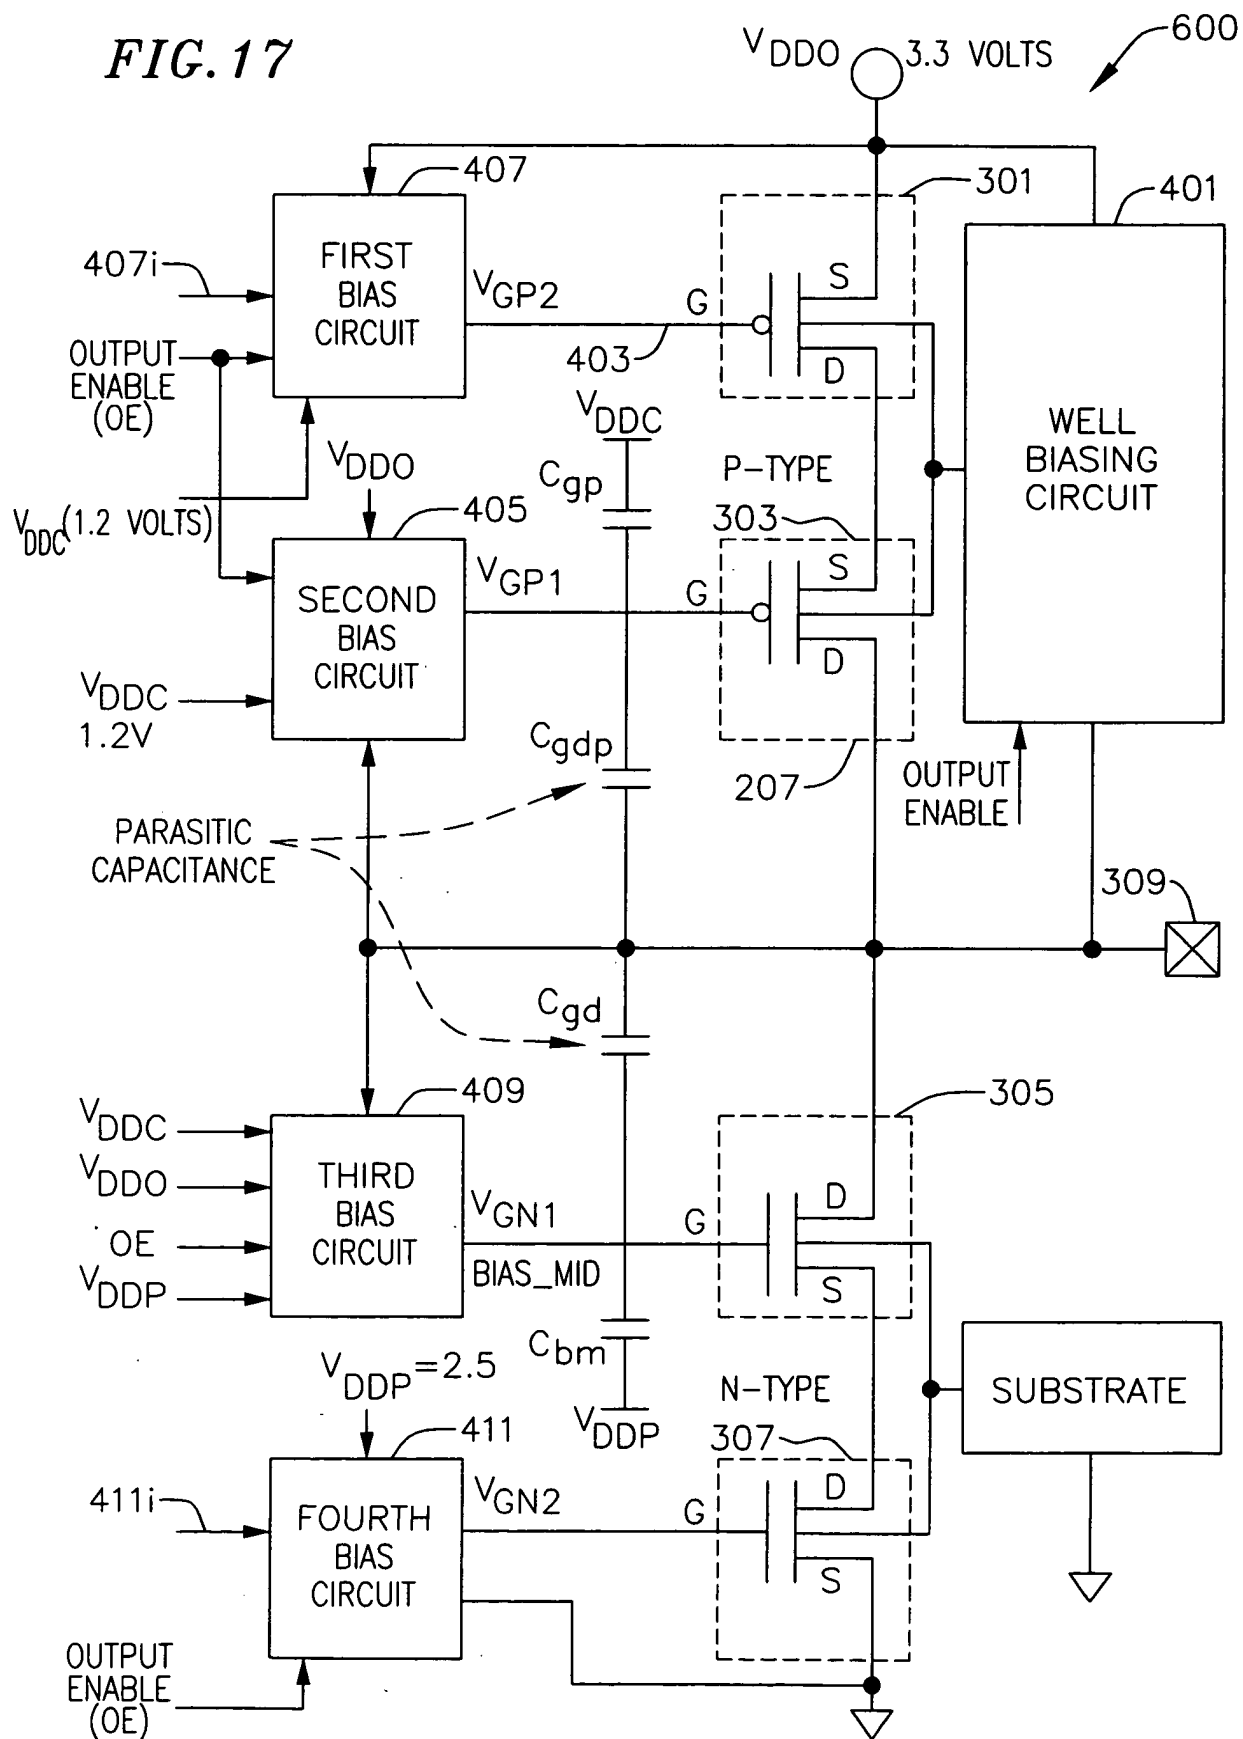 FIG. 17
VDDO 3.3 VOLTS
600
407
301
401
407i
FIRST
BIAS
CIRCUIT
VGP2
G
S
D
403
OUTPUT
ENABLE
(OE)
VDDC
WELL
BIASING
CIRCUIT
VDDO
Cgp
P-TYPE
VDDC (1.2 VOLTS)
405
303
SECOND
BIAS
CIRCUIT
VGP1
G
S
D
VDDC
1.2V
Cgdp
207
OUTPUT
ENABLE
PARASITIC
CAPACITANCE
309
Cgd
409
305
VDDC
VDDO
OE
VDDP
THIRD
BIAS
CIRCUIT
VGN1
BIAS_MID
G
D
S
Cbm
VDDP=2.5
N-TYPE
SUBSTRATE
VDDP
411
307
411i
FOURTH
BIAS
CIRCUIT
VGN2
G
D
S
OUTPUT
ENABLE
(OE)